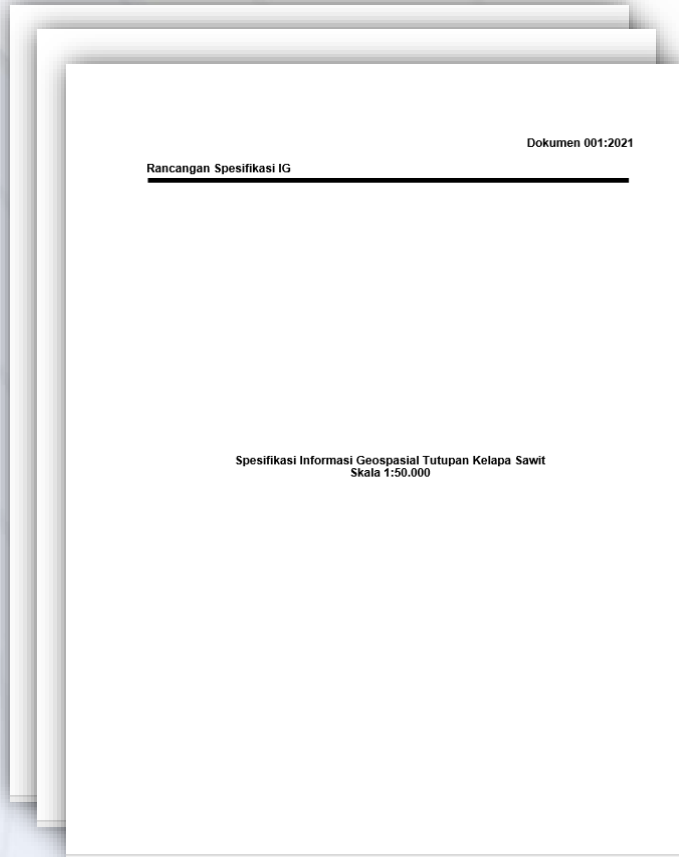 Dokumen 001:2021
Rancangan Spesifikasi IG
Spesifikasi Informasi Geospasial Tutupan Kelapa Sawit
Skala 1:50.000